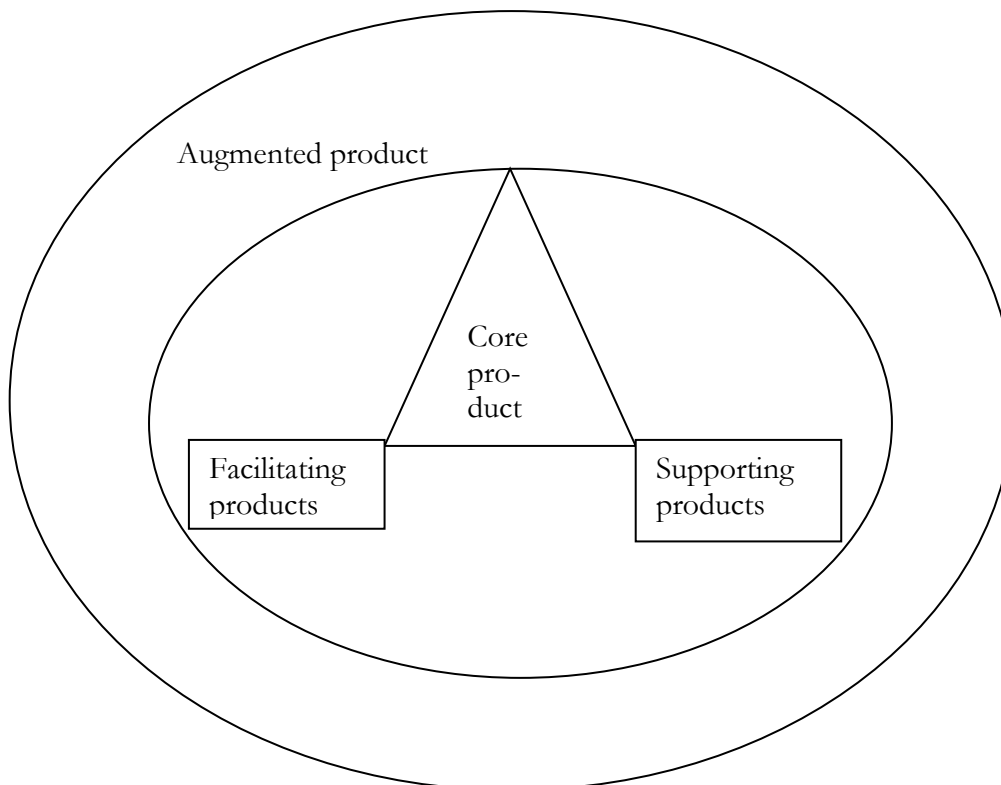 Augmented product
Core
pro-
duct
Facilitating
products
Supporting
products